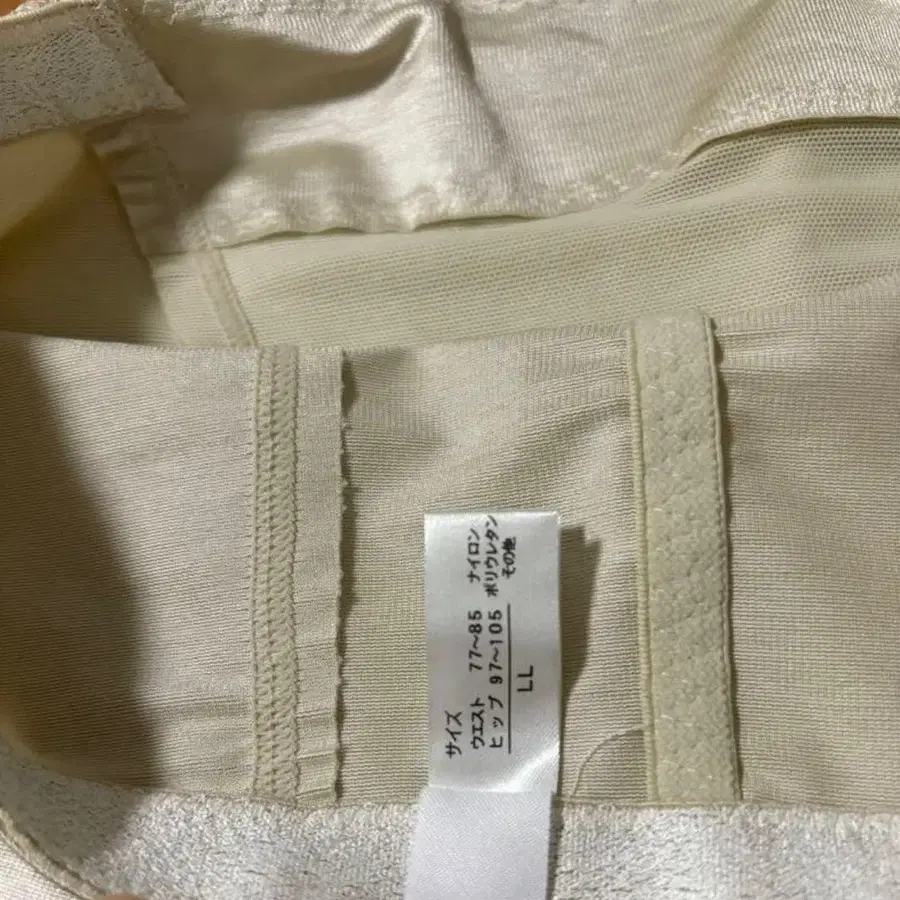 サイズ
ウエスト 77～85
ヒップ 97～105
LL
ナイロン
ポリウレタン
その他